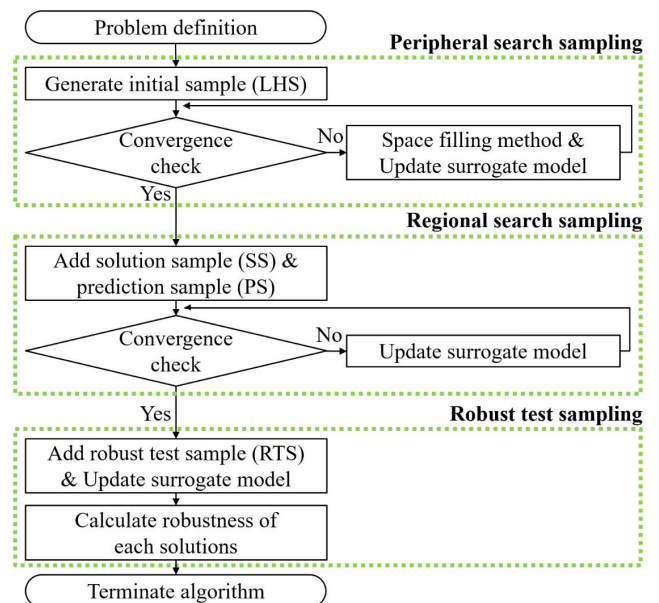 Problem definition
Peripheral search sampling
Generate initial sample (LHS)
Convergence
check
No
Space filling method &
Update surrogate model
Yes
Regional search sampling
Add solution sample (SS) &
prediction sample (PS)
Convergence
check
No
Update surrogate model
Yes
Robust test sampling
Add robust test sample (RTS)
& Update surrogate model
Calculate robustness of
each solutions
Terminate algorithm